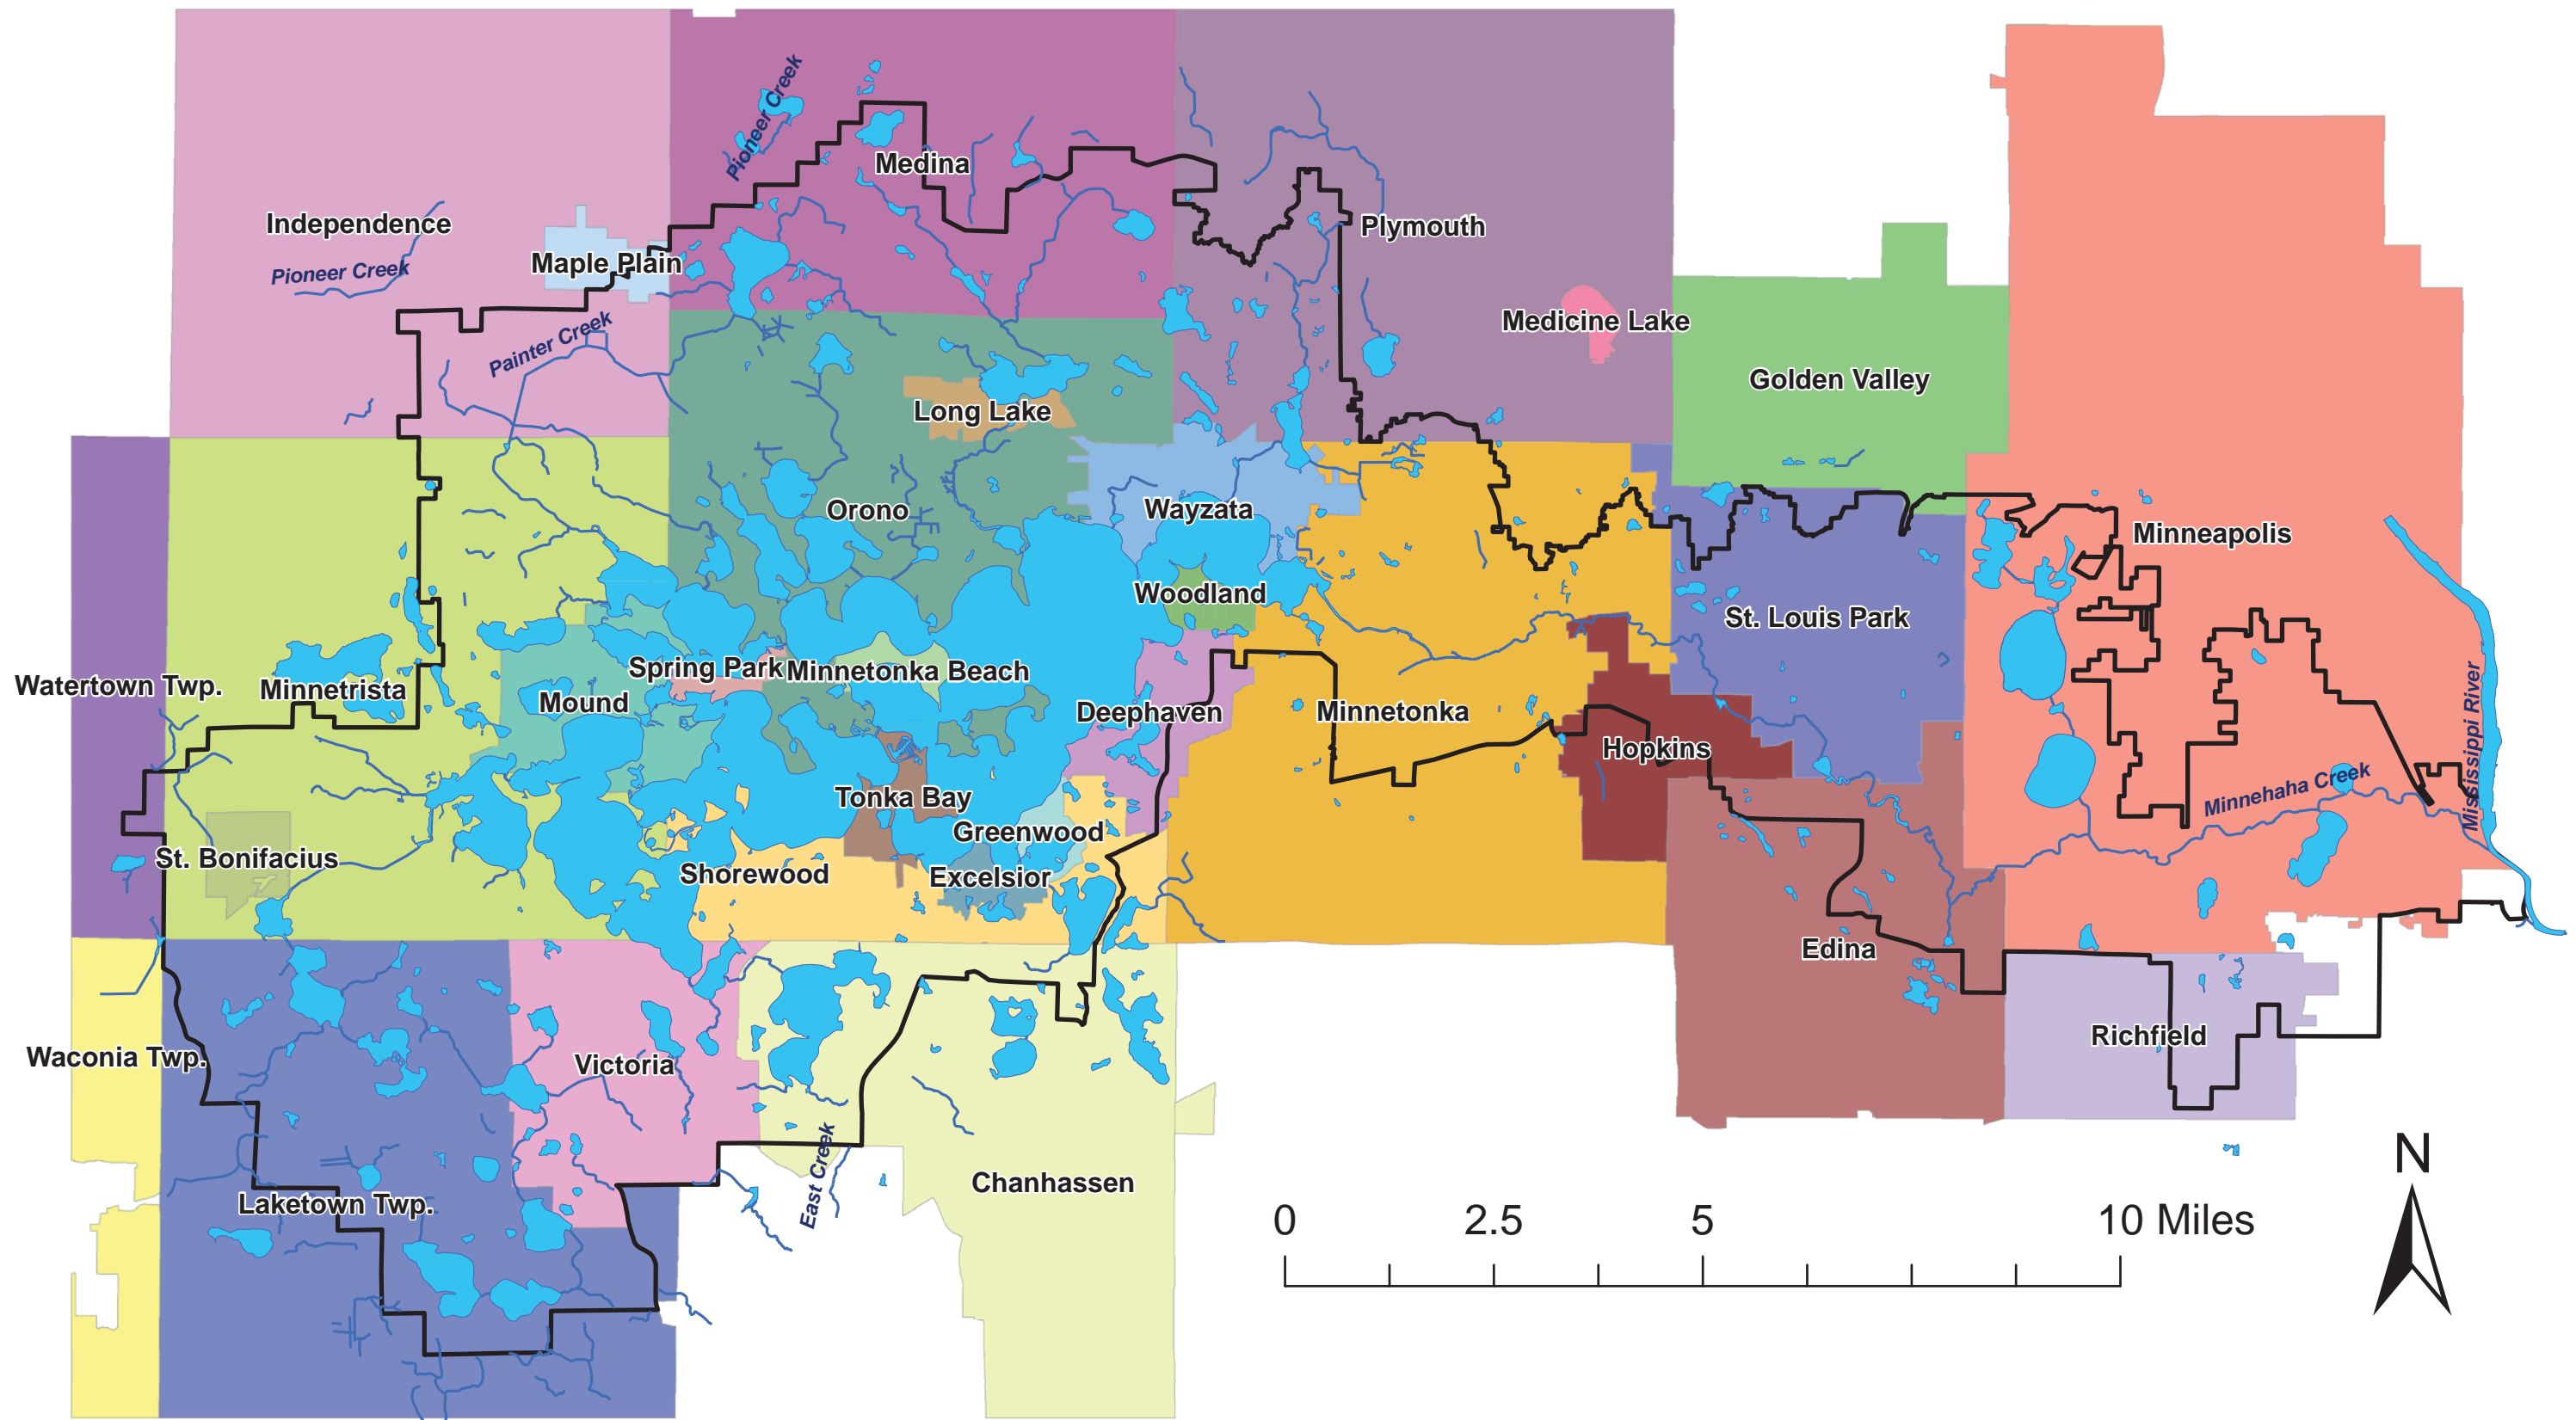 Pioneer Creek
Medina
Independence
Plymouth
Maple Plain
Pioneer Creek
Medicine Lake
Painter Creek
Golden Valley
Long Lake
Orono
Wayzata
Minneapolis
Woodland
St. Louis Park
Spring Park
Minnetonka Beach
Watertown Twp.
Minnetrista
Mound
Deephaven
Minnetonka
Mississippi River
Hopkins
Tonka Bay
Minnehaha Creek
Greenwood
St. Bonifacius
Shorewood
Excelsior
Edina
Richfield
Waconia Twp.
Victoria
N
East Creek
Chanhassen
Laketown Twp.
0 2.5 5 10 Miles